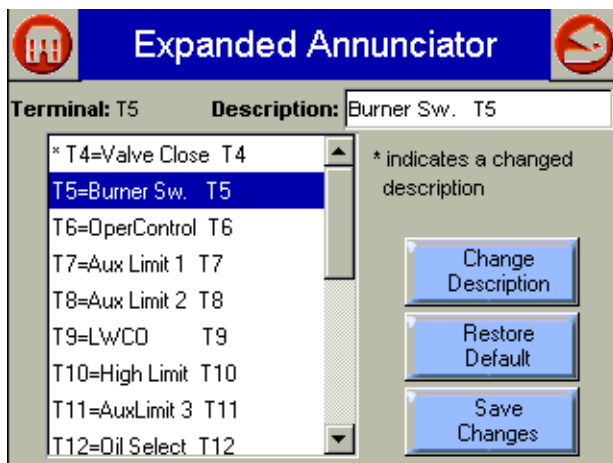 Expanded Annunciator
Terminal: T5 Description: Burner Sw. T5
* T4=Valve Close T4
T5=Burner Sw. T5
T6=OperControl T6
T7=Aux Limit 1 T7
T8=Aux Limit 2 T8
T9=LWCO T9
T10=High Limit T10
T11=AuxLimit 3 T11
T12=Oil Select T12
* indicates a changed
description
Change
Description
Restore
Default
Save
Changes